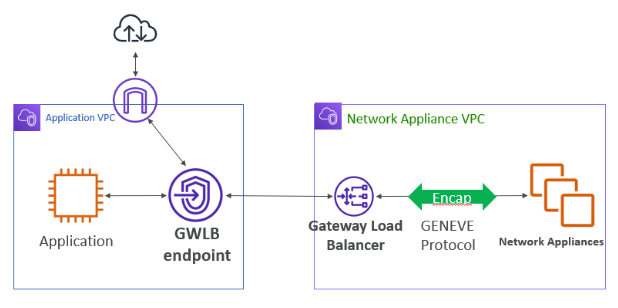 Application VPC
Network Appliance VPC
Encap
Application
GWLB
endpoint
Gateway Load
Balancer
GENEVE
Protocol
Network Appliances